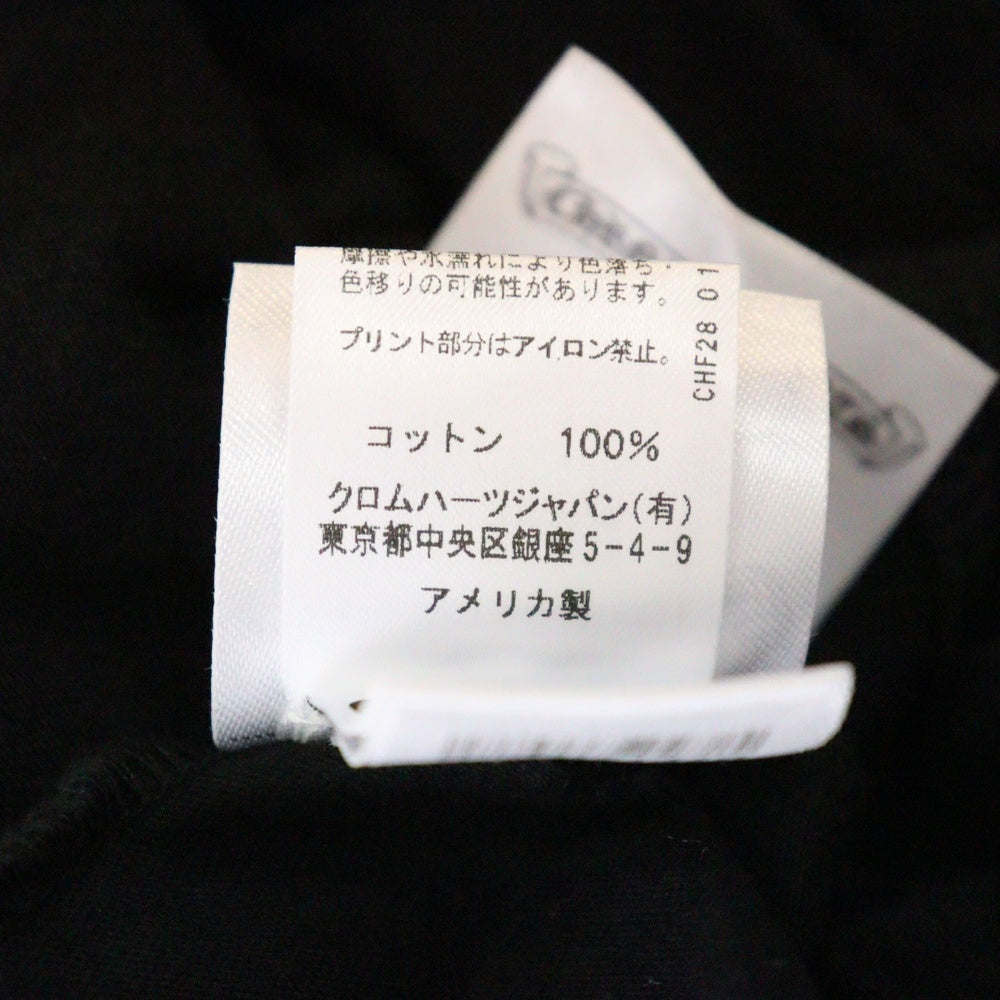 摩擦や水濡れにより色落ち・
色移りの可能性があります。
プリント部分はアイロン禁止。
CHF28 01
コットン 100%
クロムハーツジャパン(有)
東京都中央区銀座5-4-9
アメリカ製